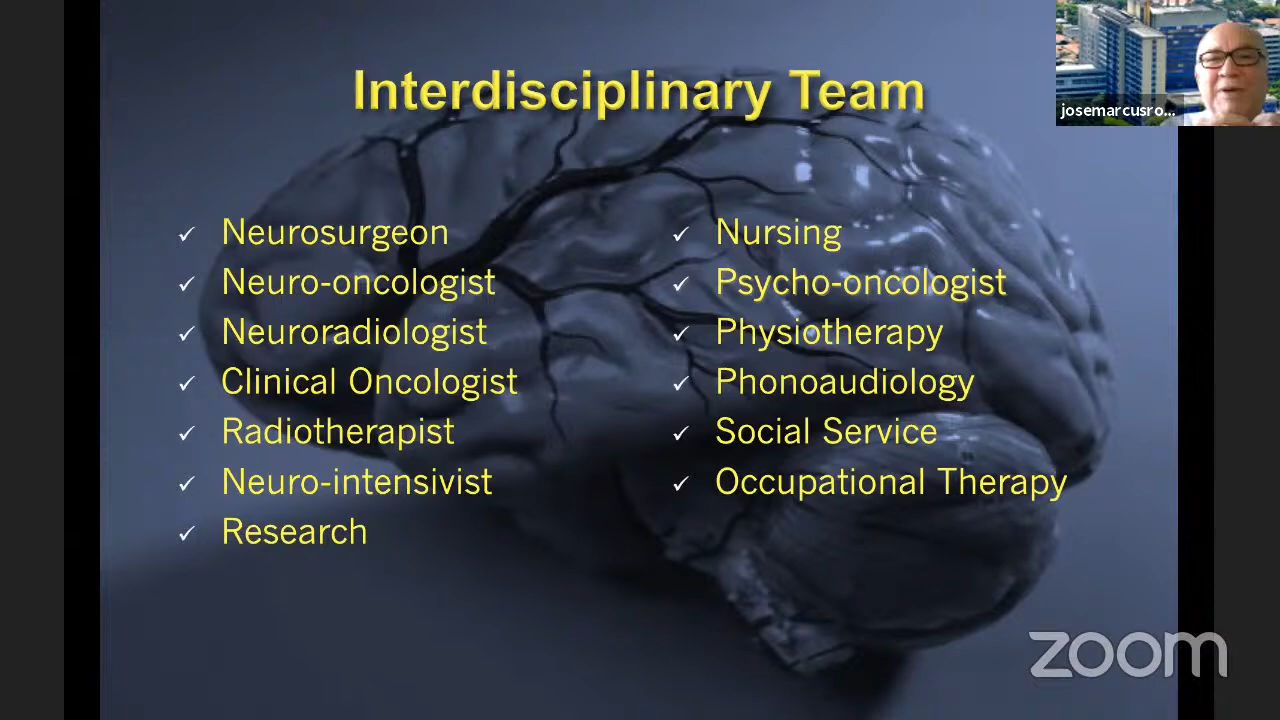 Interdisciplinary Team
josemarcusro...
Neurosurgeon
Neuro-oncologist
Neuroradiologist
Clinical Oncologist
Radiotherapist
Neuro-intensivist
Research
Nursing
Psycho-oncologist
Physiotherapy
Phonoaudiology
Social Service
Occupational Therapy
zoom